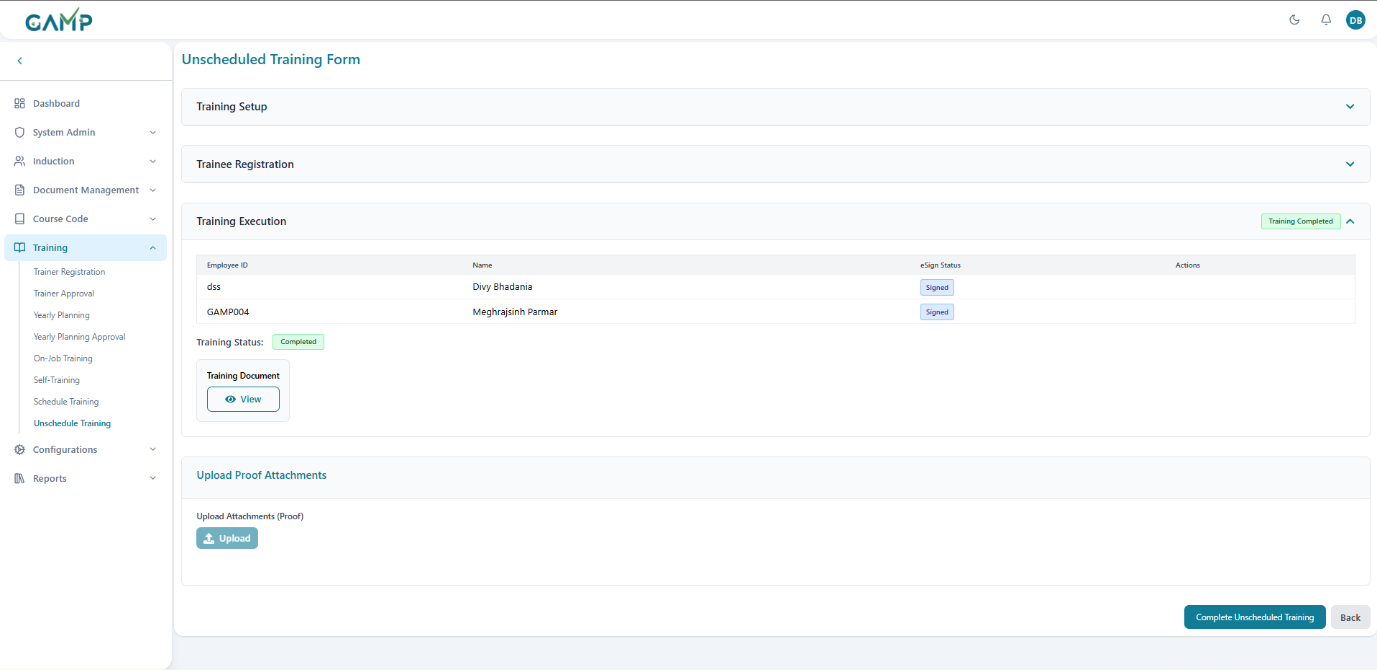 GAMP
DB
Unscheduled Training Form
Dashboard
System Admin
Induction
Document Management
Course Code
Training
Trainer Registration
Trainer Approval
Yearly Planning
Yearly Planning Approval
On-Job Training
Self-Training
Schedule Training
Unschedule Training
Configurations
Reports
Training Setup
Trainee Registration
Training Execution Training Completed
Employee ID Name eSign Status Actions
dss Divy Bhadania Signed
GAMP004 Meghrajsinh Parmar Signed
Training Status: Completed
Training Document
View
Upload Proof Attachments
Upload Attachments (Proof)
Upload
Complete Unscheduled Training Back